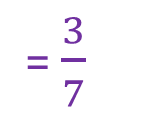 = 3/7